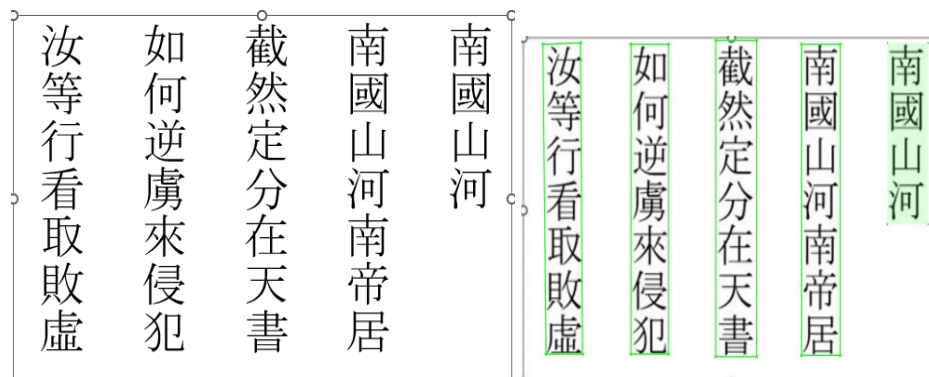 南國山河
南國山河南帝居
截然定分在天書
如何逆虜來侵犯
汝等行看取敗虛
南國山河
南國山河南帝居
截然定分在天書
如何逆虜來侵犯
汝等行看取敗虛